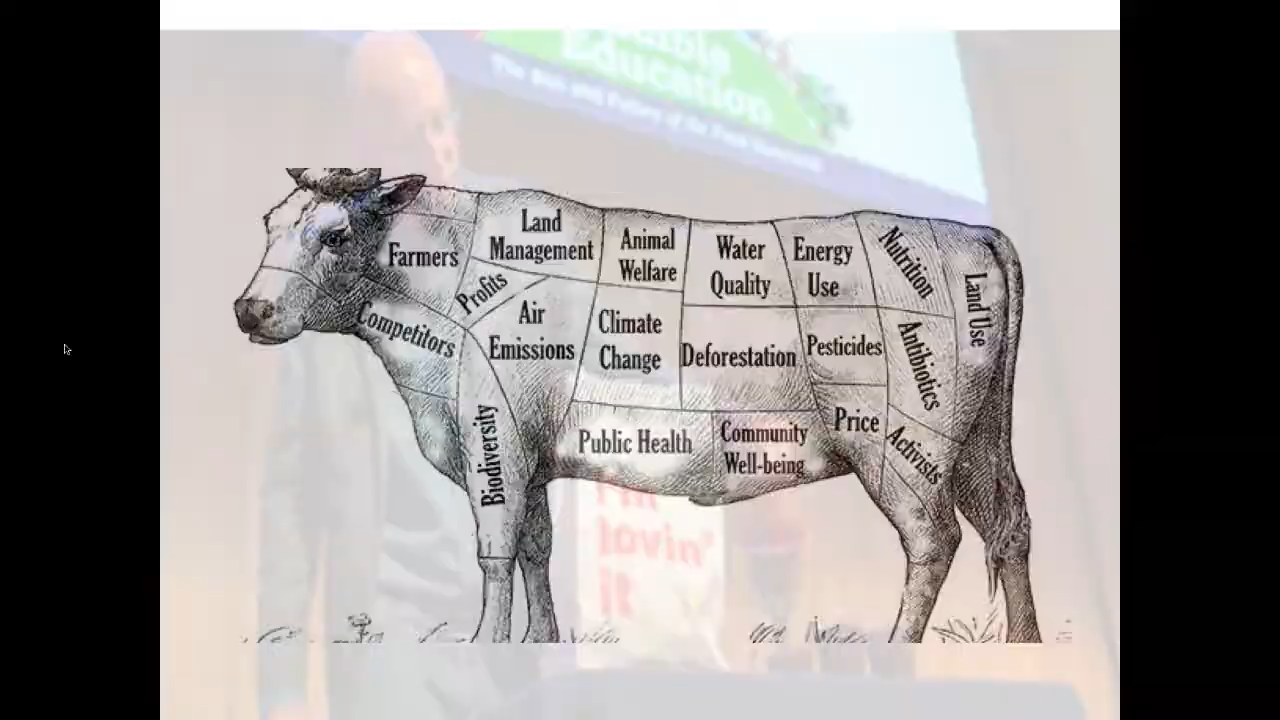 Education
Land
Management
Animal
Welfare
Water
Quality
Energy
Use
Nutrition
Land Use
Farmers
Profits
Competitors
Air
Emissions
Climate
Change
Deforestation
Pesticides
Antibiotics
Biodiversity
Public Health
Community
Well-being
Price
Activists
lovin'
it